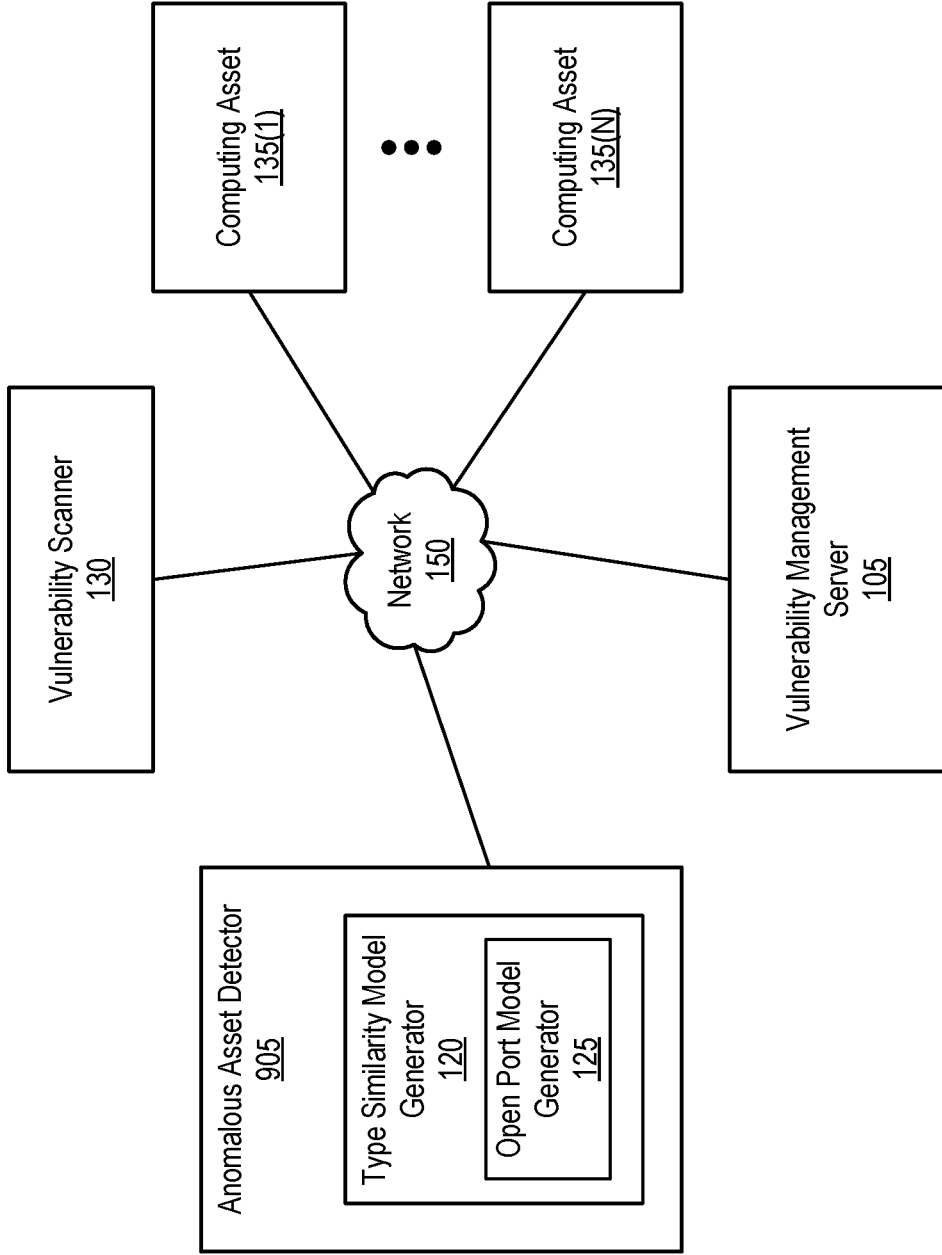 Vulnerability Scanner
130
Computing Asset
135(1)
Computing Asset
135(N)
Network
150
Anomalous Asset Detector
905
Type Similarity Model
Generator
120
Open Port Model
Generator
125
Vulnerability Management
Server
105